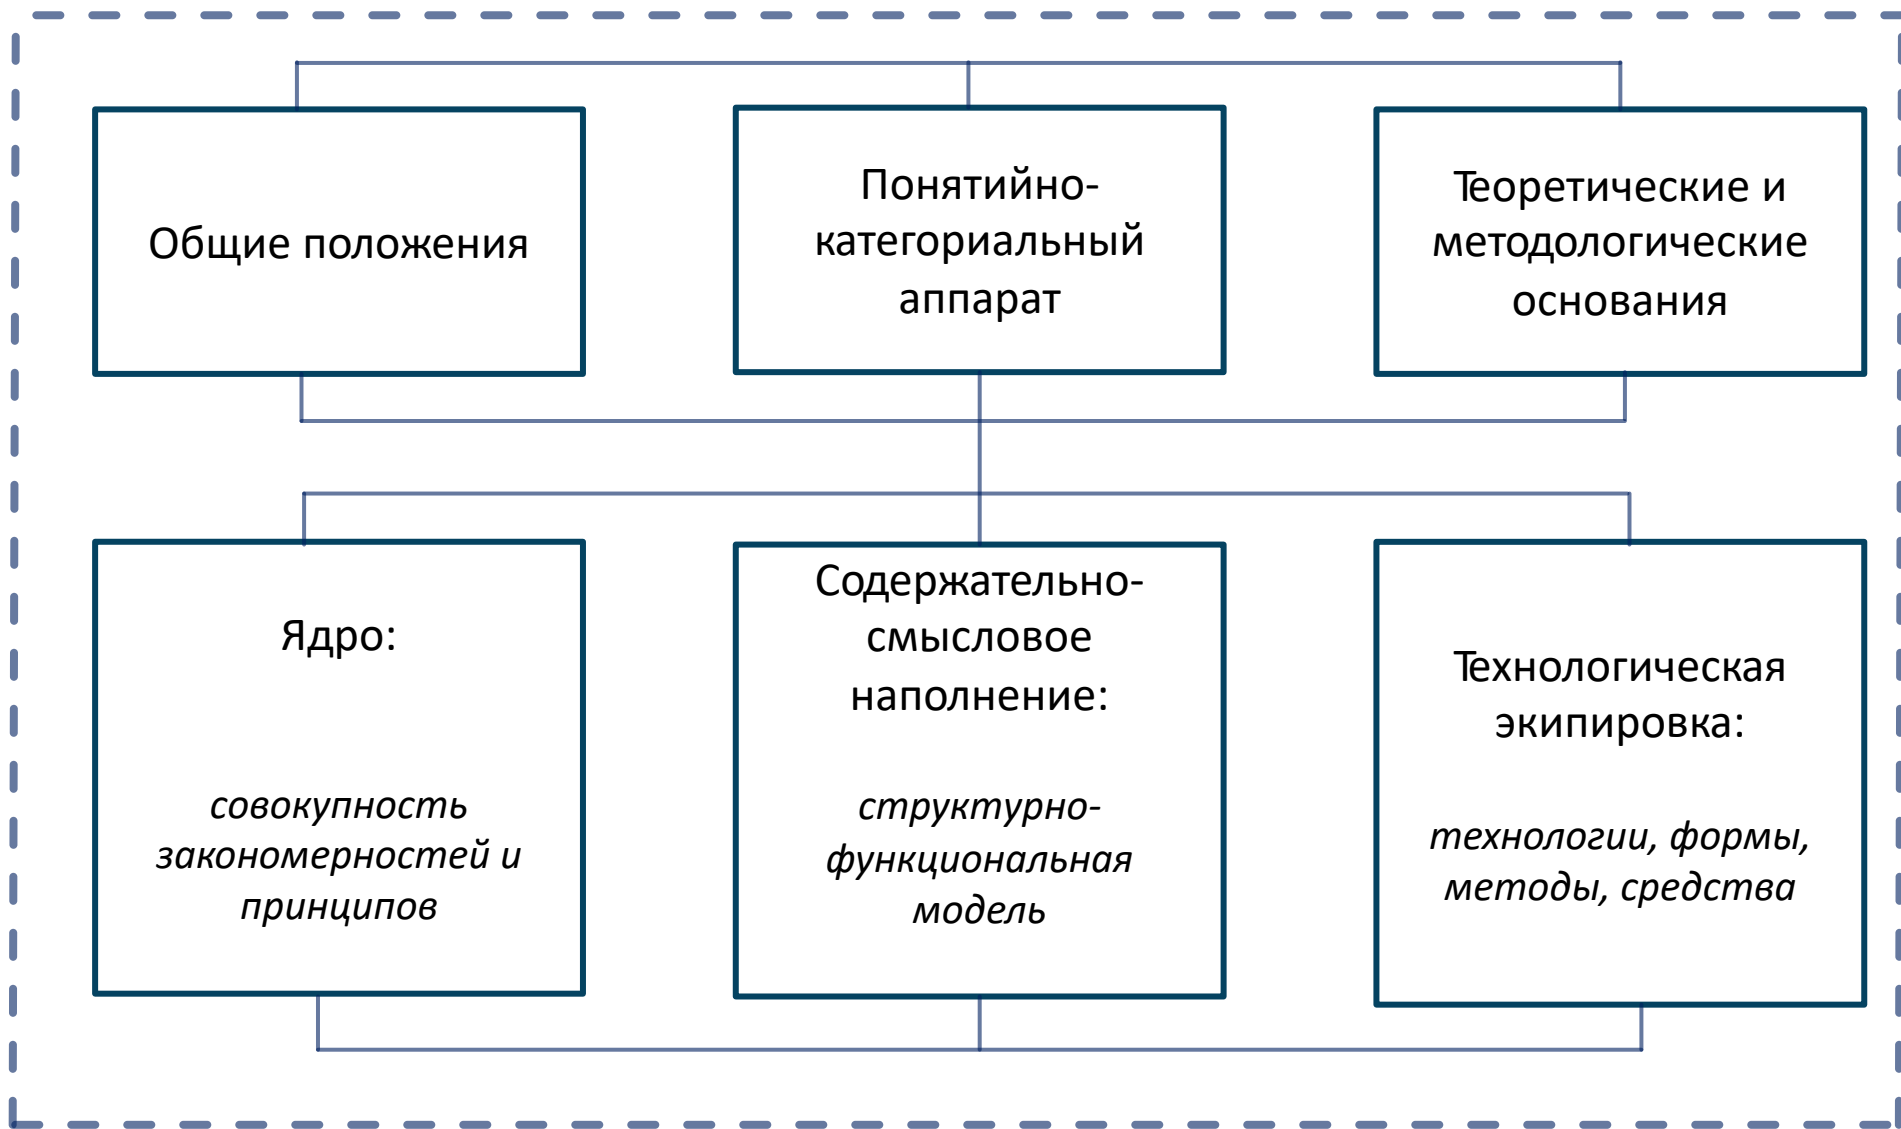 Общие положения
Понятийно-
категориальный
аппарат
Теоретические и
методологические
основания
Ядро:
совокупность
закономерностей и
принципов
Содержательно-
смысловое
наполнение:
структурно-
функциональная
модель
Технологическая
экипировка:
технологии, формы,
методы, средства